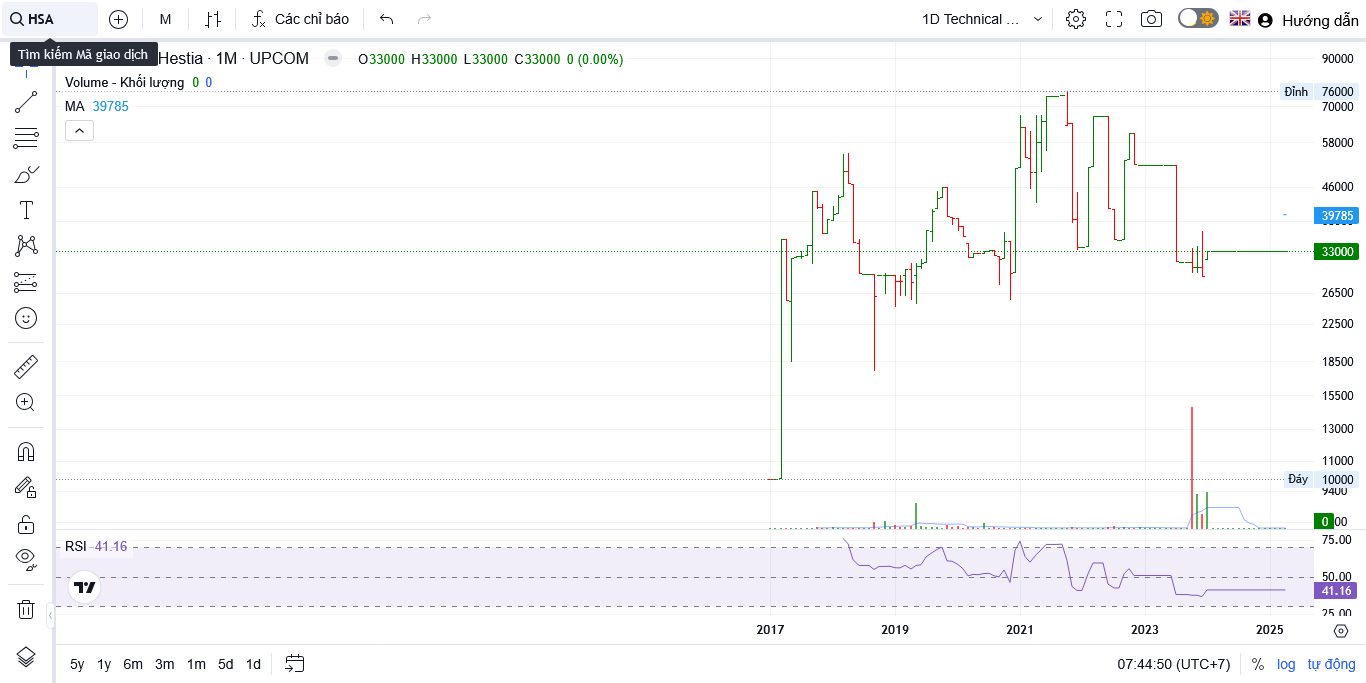 HSA
M
Các chỉ báo
1D Technical ...
Hướng dẫn
Tìm kiếm Mã giao dịch
Hestia · 1M · UPCOM
O33000 H33000 L33000 C33000 0 (0.00%)
Volume - Khối lượng 0 0
MA 39785
90000
Đỉnh 76000
70000
58000
46000
39785
33000
26500
22500
18500
15500
13000
11000
Đáy 10000
9400
0
RSI 41.16
75.00
50.00
41.16
25.00
2017 2019 2021 2023 2025
5y 1y 6m 3m 1m 5d 1d
07:44:50 (UTC+7) % log tự động